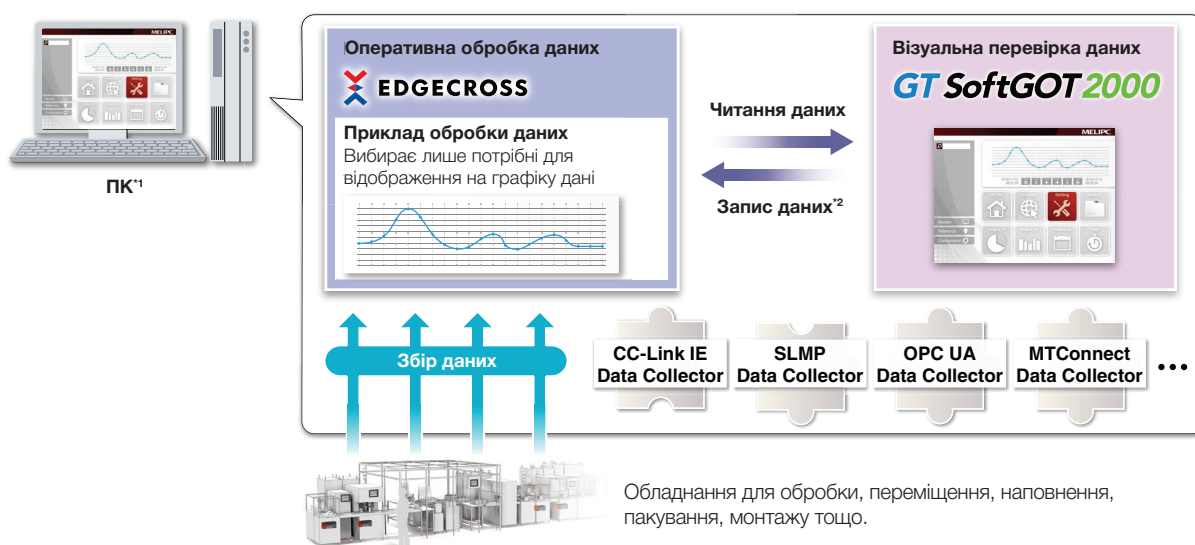 MELIPC
ПК*1
Оперативна обробка даних
EDGECROSS
Приклад обробки даних
Вибирає лише потрібні для
відображення на графіку дані
Читання даних
Запис даних*2
Візуальна перевірка даних
GT SoftGOT 2000
MELIPC
Збір даних
CC-Link IE
Data Collector
SLMP
Data Collector
OPC UA
Data Collector
MTConnect
Data Collector
...
Обладнання для обробки, переміщення, наповнення,
пакування, монтажу тощо.